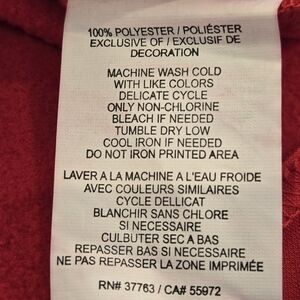 100% POLYESTER / POLIÉSTER
EXCLUSIVE OF / EXCLUSIF DE
DECORATION
MACHINE WASH COLD
WITH LIKE COLORS
DELICATE CYCLE
ONLY NON-CHLORINE
BLEACH IF NEEDED
TUMBLE DRY LOW
COOL IRON IF NEEDED
DO NOT IRON PRINTED AREA
LAVER A LA MACHINE A L'EAU FROIDE
AVEC COULEURS SIMILAIRES
CYCLE DELLICAT
BLANCHIR SANS CHLORE
SI NECESSAIRE
CULBUTER SEC A BAS
REPASSER BAS SI NECESSAIRE
NE PAS REPASSER LA ZONE IMPRIMÉE
RN# 37763 / CA# 55972